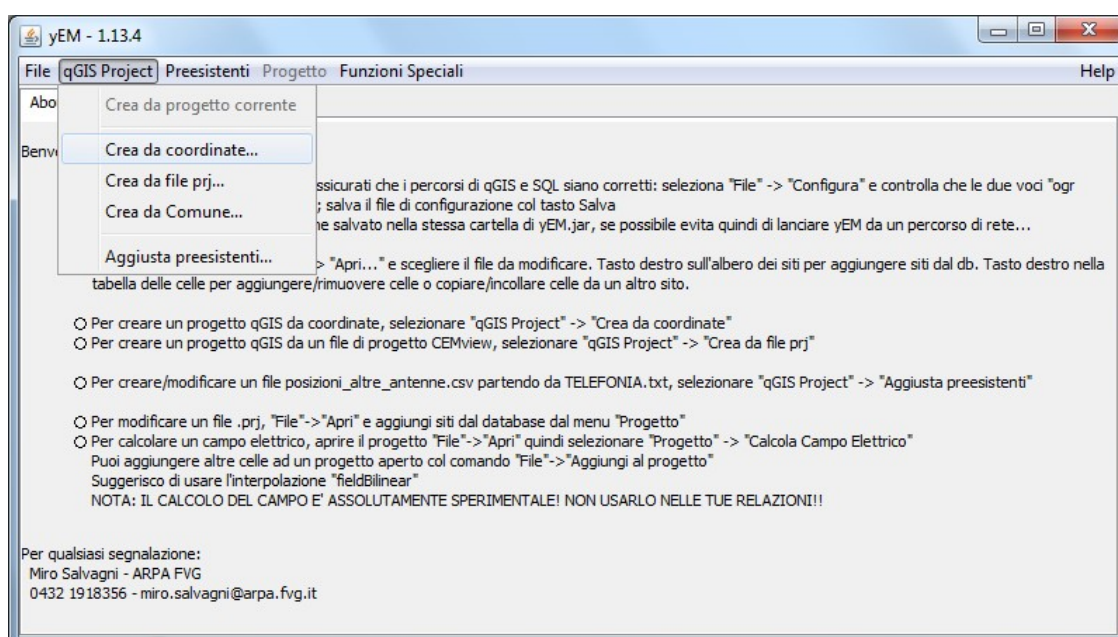 yEM - 1.13.4
File qGIS Project Preesistenti Progetto Funzioni Speciali Help
Abo
Crea da progetto corrente
Benv
Crea da coordinate...
Crea da file prj...
ssicurati che i percorsi di qGIS e SQL siano corretti: seleziona "File" -> "Configura" e controlla che le due voci "ogr
; salva il file di configurazione col tasto Salva
Crea da Comune...
ne salvato nella stessa cartella di yEM.jar, se possibile evita quindi di lanciare yEM da un percorso di rete...
Aggiusta preesistenti...
> "Apri..." e scegliere il file da modificare. Tasto destro sull'albero dei siti per aggiungere siti dal db. Tasto destro nella
tabella delle celle per aggiungere/rimuovere celle o copiare/incollare celle da un altro sito.
Per creare un progetto qGIS da coordinate, selezionare "qGIS Project" -> "Crea da coordinate"
Per creare un progetto qGIS da un file di progetto CEMview, selezionare "qGIS Project" -> "Crea da file prj"
Per creare/modificare un file posizioni_altre_antenne.csv partendo da TELEFONIA.txt, selezionare "qGIS Project" -> "Aggiusta preesistenti"
Per modificare un file .prj, "File"->"Apri" e aggiungi siti dal database dal menu "Progetto"
Per calcolare un campo elettrico, aprire il progetto "File"->"Apri" quindi selezionare "Progetto" -> "Calcola Campo Elettrico"
Puoi aggiungere altre celle ad un progetto aperto col comando "File"->"Aggiungi al progetto"
Suggerisco di usare l'interpolazione "fieldBilinear"
NOTA: IL CALCOLO DEL CAMPO E' ASSOLUTAMENTE SPERIMENTALE! NON USARLO NELLE TUE RELAZIONI!!
Per qualsiasi segnalazione:
Miro Salvagni - ARPA FVG
0432 1918356 - miro.salvagni@arpa.fvg.it